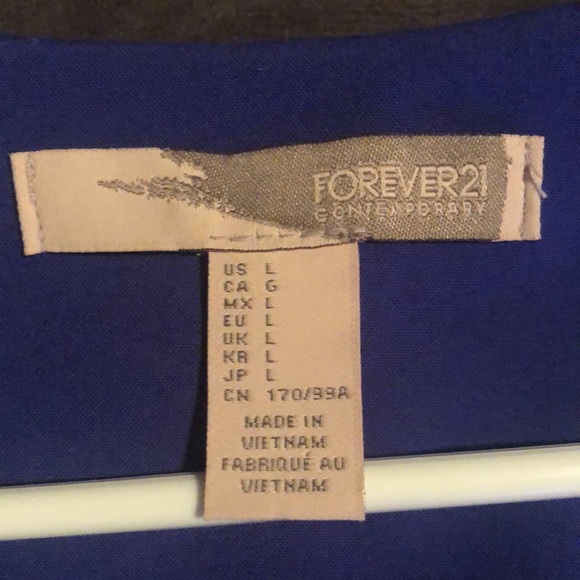 FOREVER21
CONTEMPORARY
US L
CA G
MX L
EU L
UK L
KR L
JP L
CN 170/99A
MADE IN
VIETNAM
FABRIQUÉ AU
VIETNAM